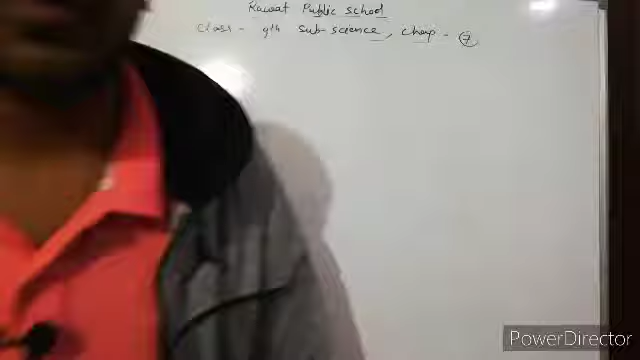 Rawat Public school
Class - 9th sub-science, chap - 7
PowerDirector